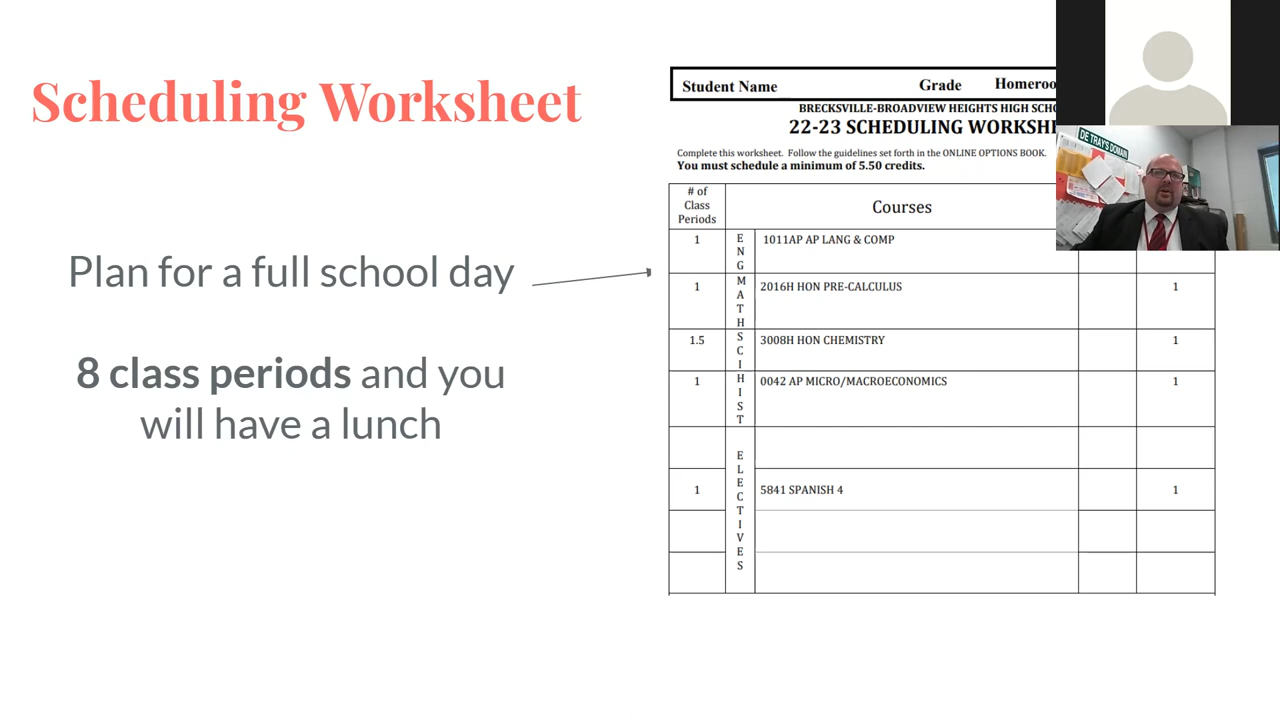 Scheduling Worksheet
Plan for a full school day
8 class periods and you
will have a lunch
Student Name Grade Homeroo
BRECKSVILLE-BROADVIEW HEIGHTS HIGH SCHO
22-23 SCHEDULING WORKSH
Complete this worksheet. Follow the guidelines set forth in the ONLINE OPTIONS BOOK.
You must schedule a minimum of 5.50 credits.
# of
Class
Periods
Courses
1 ENG 1011AP AP LANG & COMP
1 MATH 2016H HON PRE-CALCULUS 1
1.5 SCI 3008H HON CHEMISTRY 1
1 HIST 0042 AP MICRO/MACROECONOMICS 1
ELECTIVES
1 5841 SPANISH 4 1
DE TRAY'S DOMAIN